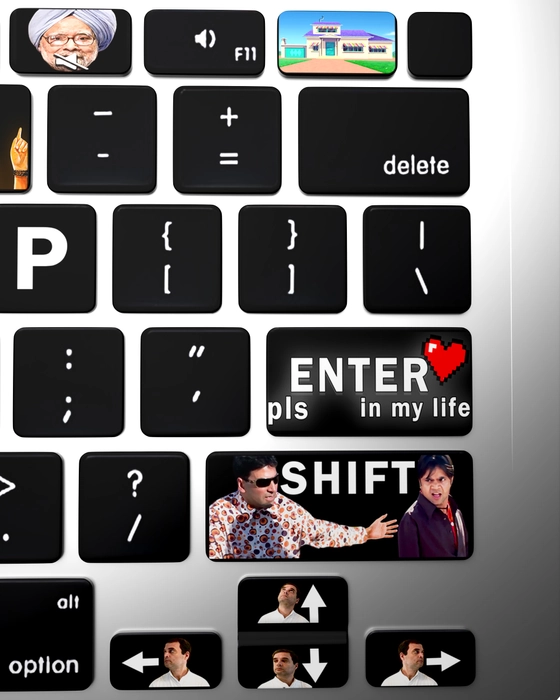 F11
–
-
+
=
delete
P
{
[
}
]
|
\
:
;
"
'
ENTER
pls in my life
>
.
?
/
SHIFT
alt
option